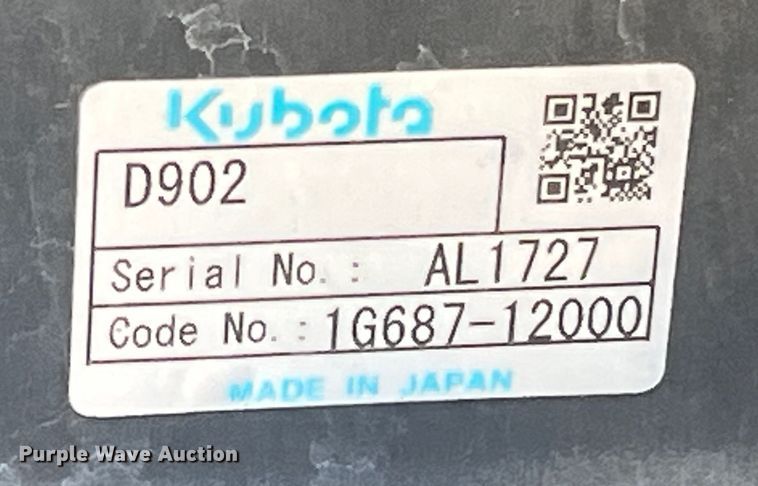 Kubota
D902
Serial No.: AL1727
Code No.: 1G687-12000
MADE IN JAPAN
Purple Wave Auction